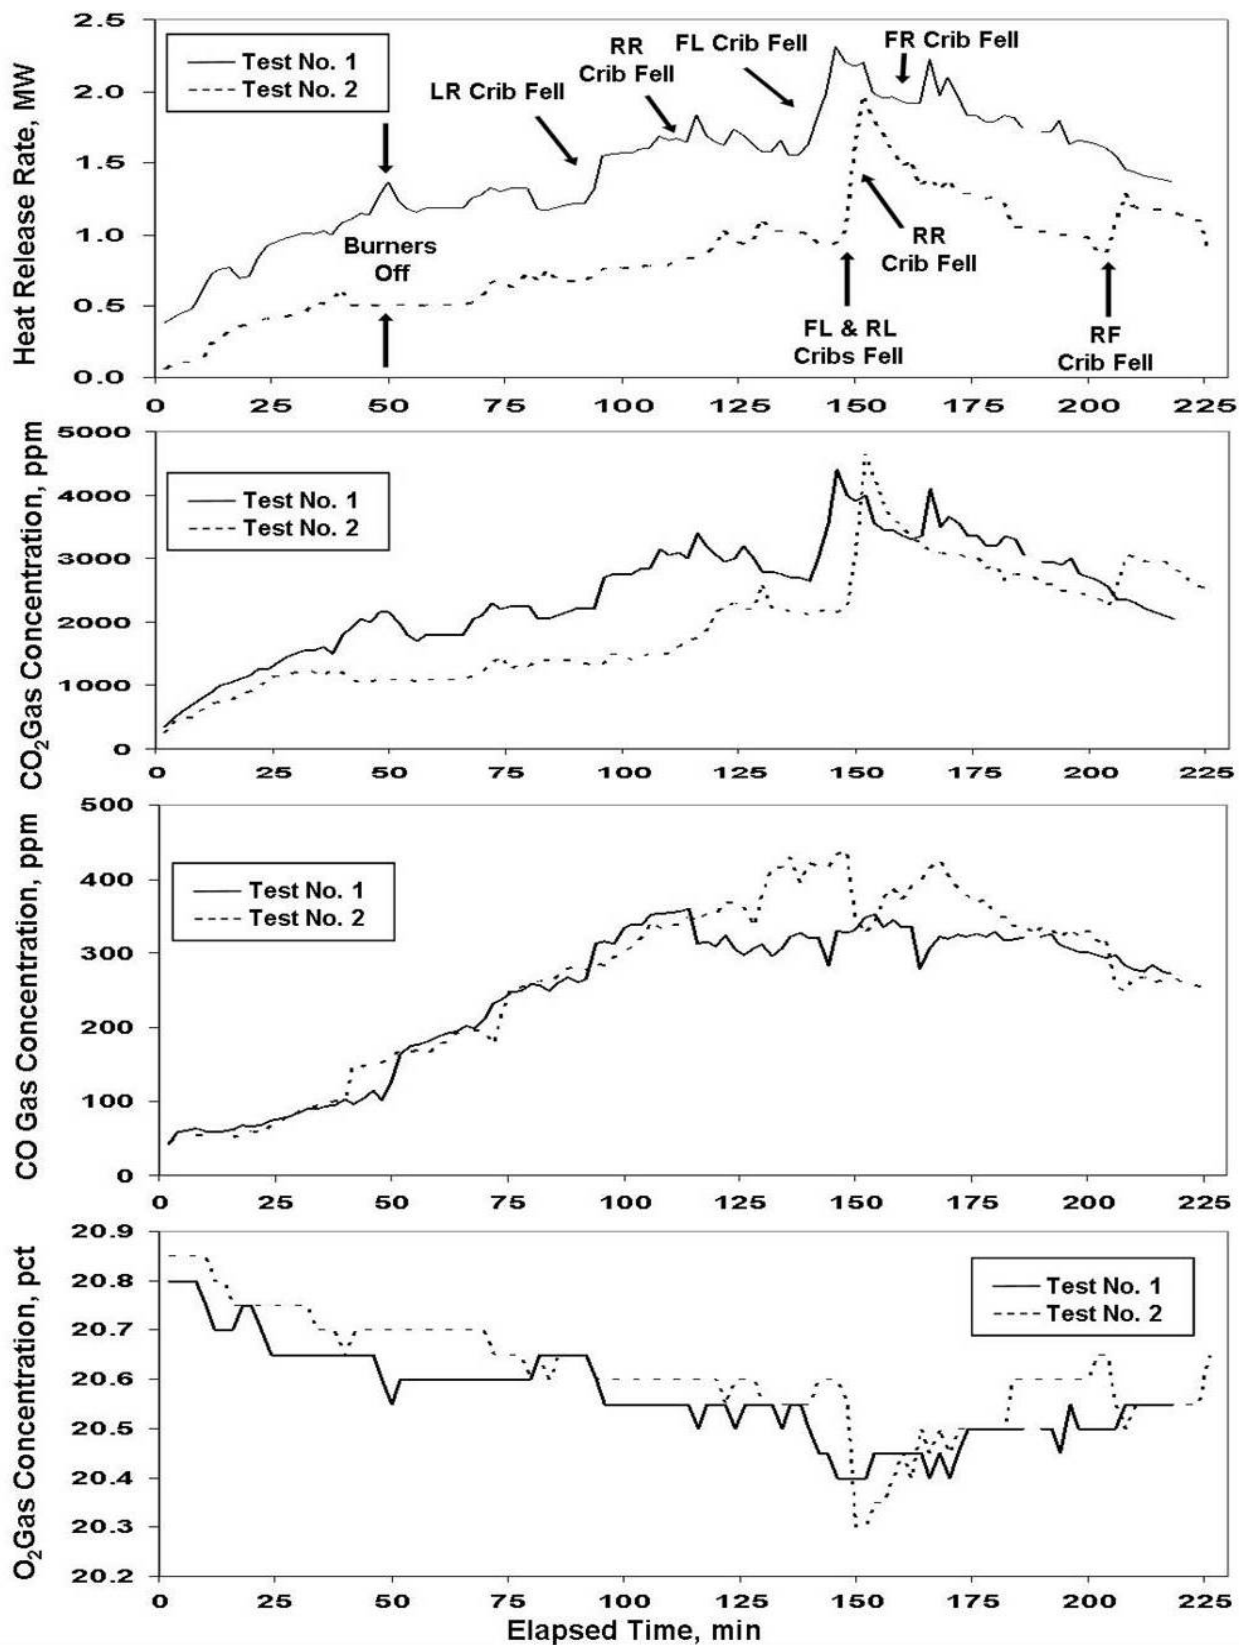 Heat Release Rate, MW
2.5
2.0
1.5
1.0
0.5
0.0
Test No. 1
Test No. 2
LR Crib Fell
RR
Crib Fell
FL Crib Fell
FR Crib Fell
Burners
Off
RR
Crib Fell
FL & RL
Cribs Fell
RF
Crib Fell
0 25 50 75 100 125 150 175 200 225
CO2Gas Concentration, ppm
5000
4000
3000
2000
1000
0
Test No. 1
Test No. 2
0 25 50 75 100 125 150 175 200 225
CO Gas Concentration, ppm
500
400
300
200
100
0
Test No. 1
Test No. 2
0 25 50 75 100 125 150 175 200 225
O2Gas Concentration, pct
20.9
20.8
20.7
20.6
20.5
20.4
20.3
20.2
Test No. 1
Test No. 2
0 25 50 75 100 125 150 175 200 225
Elapsed Time, min